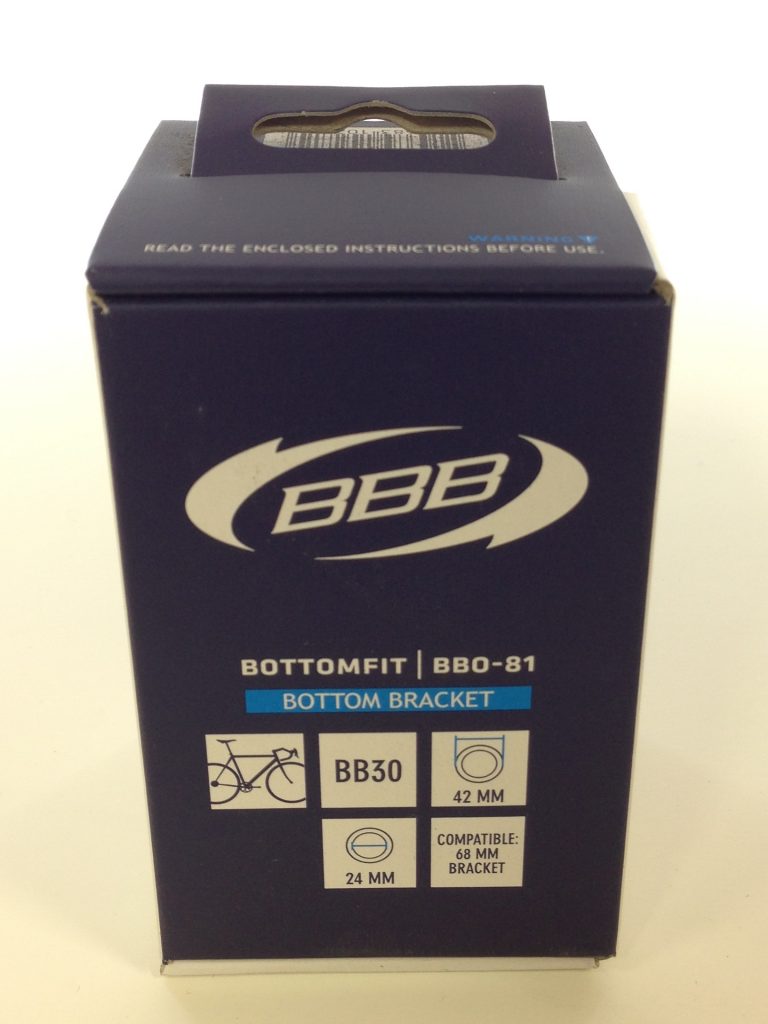 WARNING
READ THE ENCLOSED INSTRUCTIONS BEFORE USE.
BBB
BOTTOMFIT | BBO-81
BOTTOM BRACKET
BB30
42 MM
24 MM
COMPATIBLE:
68 MM
BRACKET